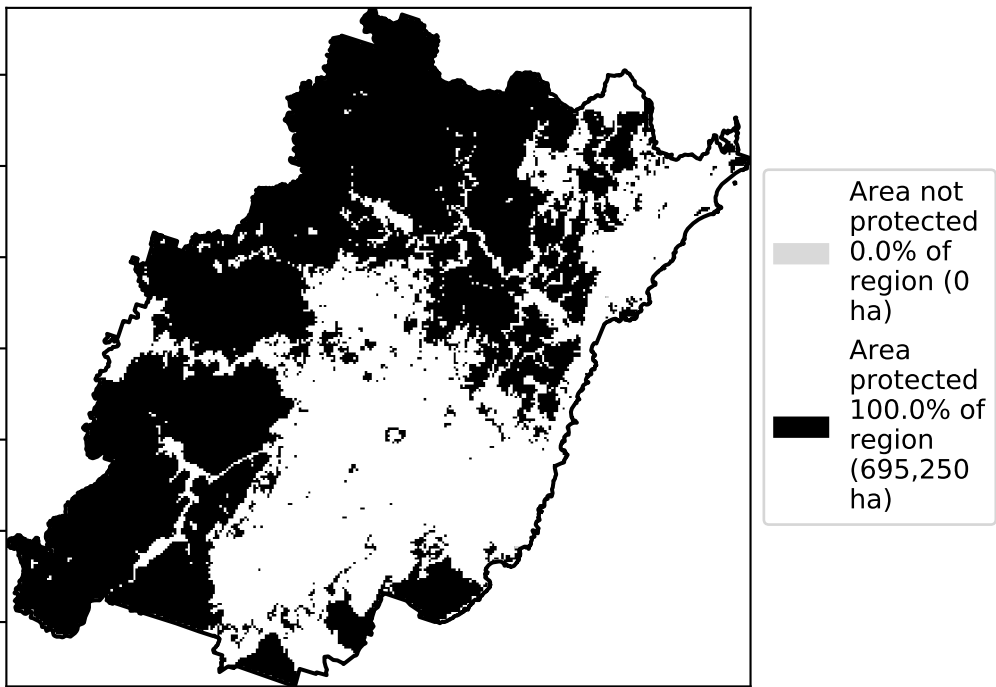 Area not
protected
0.0% of
region (0
ha)
Area
protected
100.0% of
region
(695,250
ha)